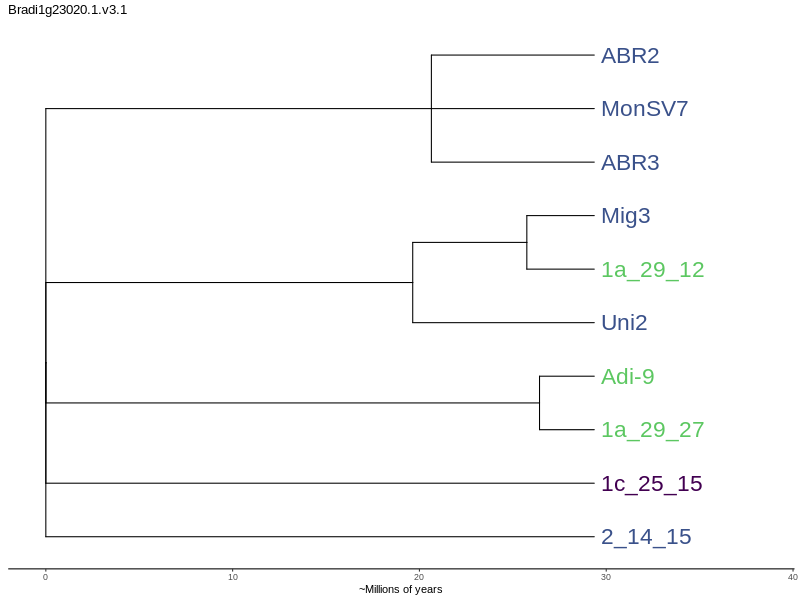 Bradi1g23020.1.v3.1
ABR2
MonSV7
ABR3
Mig3
1a_29_12
Uni2
Adi-9
1a_29_27
1c_25_15
2_14_15
0 10 20 30 40
~Millions of years